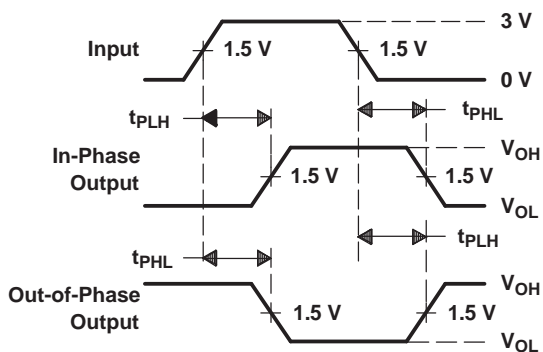 3 V
Input
1.5 V
1.5 V
0 V
tPLH
tPHL
In-Phase
Output
VOH
1.5 V
1.5 V
VOL
tPHL
tPLH
Out-of-Phase
Output
VOH
1.5 V
1.5 V
VOL